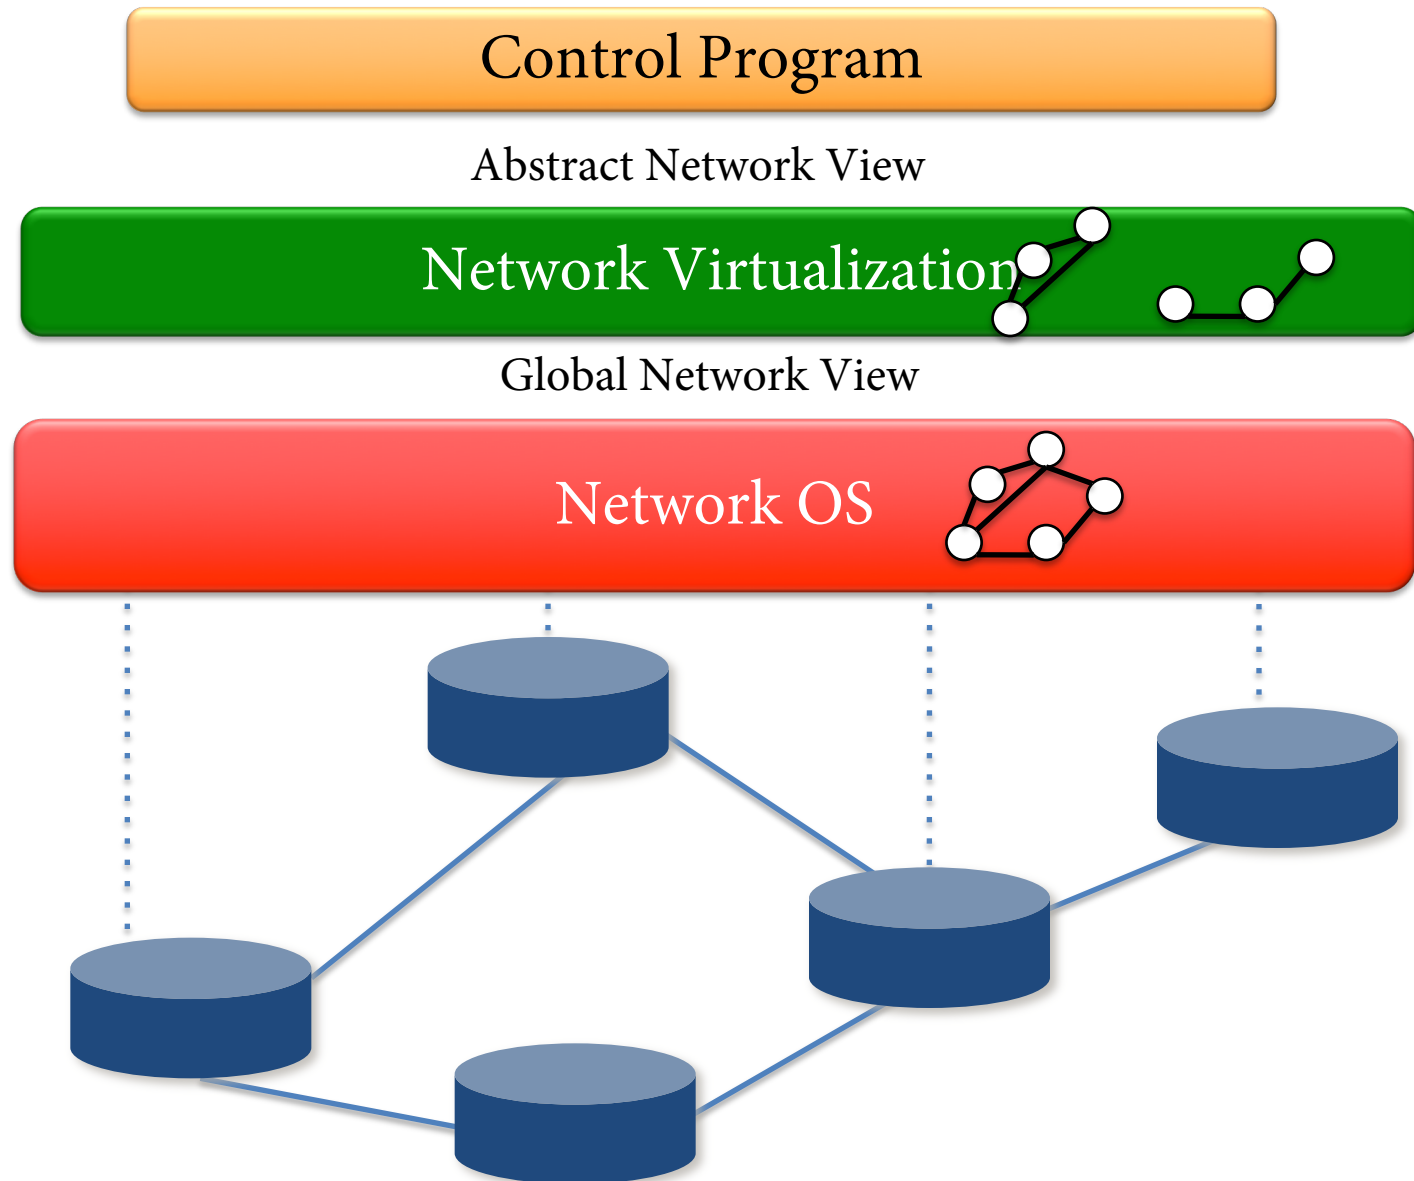 Control Program
Abstract Network View
Network Virtualization
Global Network View
Network OS